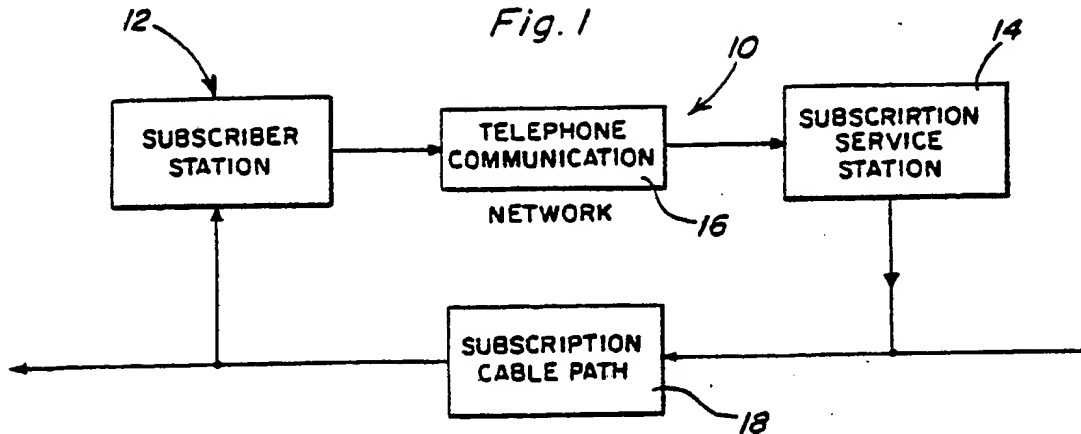 Fig. 1
12
10
14
SUBSCRIBER
STATION
TELEPHONE
COMMUNICATION
NETWORK
16
SUBSCRIRTION
SERVICE
STATION
SUBSCRIPTION
CABLE PATH
18